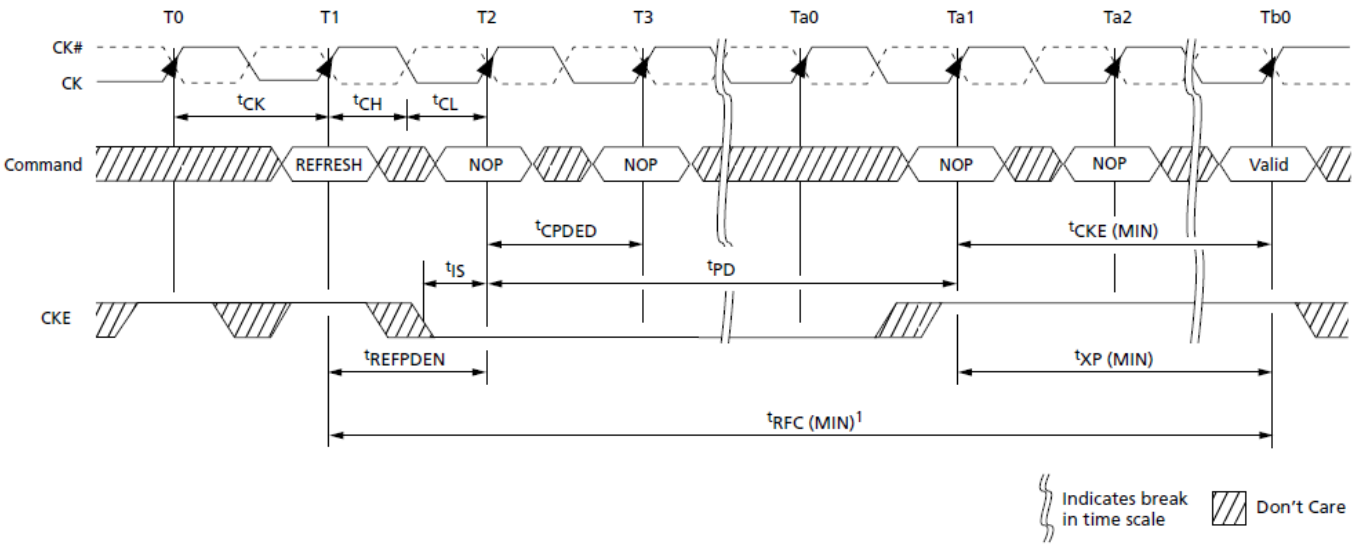 T0 T1 T2 T3 Ta0 Ta1 Ta2 Tb0
CK#
CK
tCK tCH tCL
Command REFRESH NOP NOP NOP NOP Valid
tCPDED tCKE (MIN)
tIS tPD
CKE
tREFPDEN tXP (MIN)
tRFC (MIN)1
Indicates break
in time scale
Don't Care